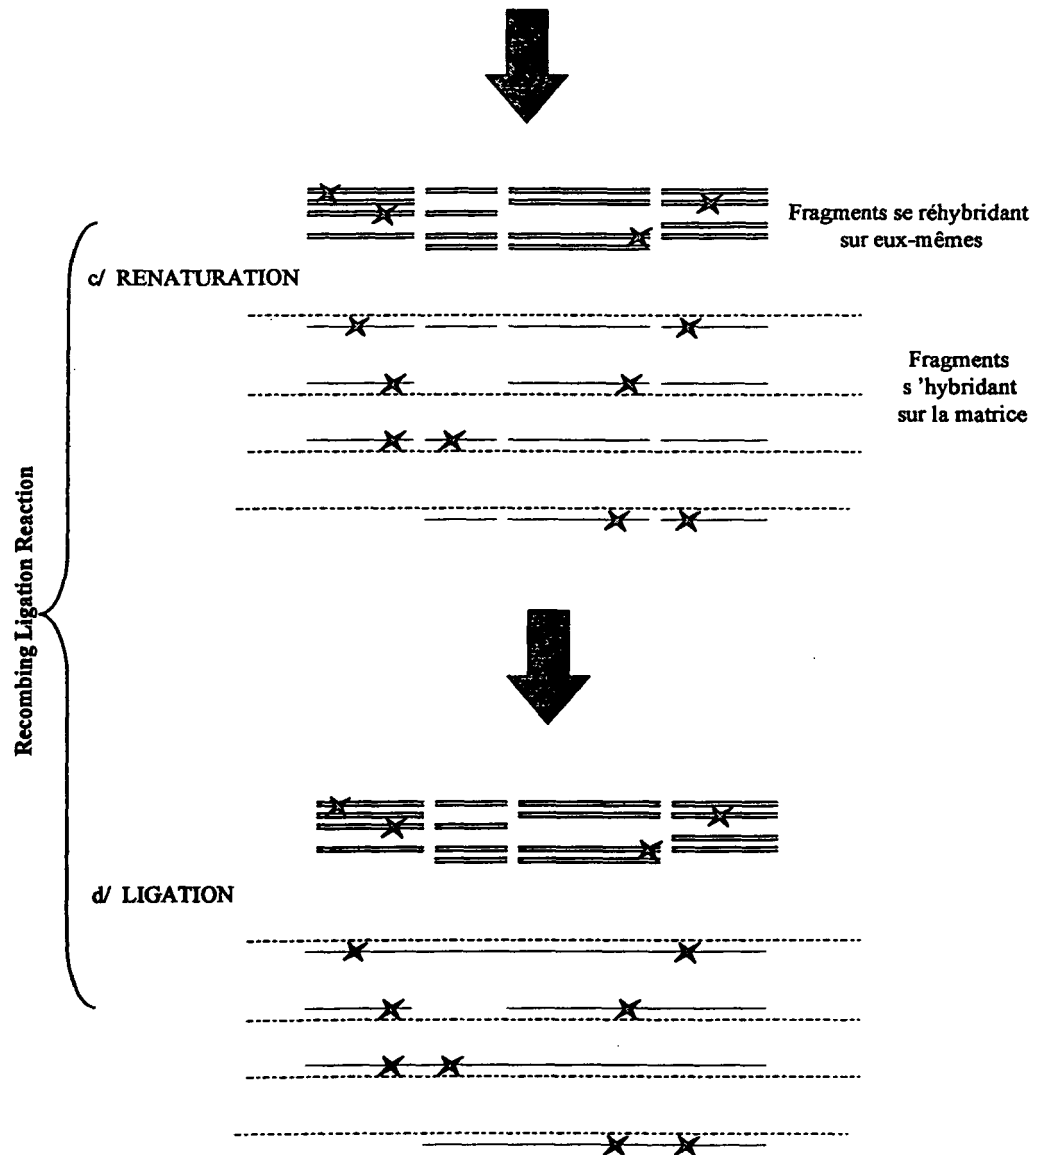 Fragments se réhybridant
sur eux-mêmes
c/ RENATURATION
Fragments
s 'hybridant
sur la matrice
Recombing Ligation Reaction
d/ LIGATION